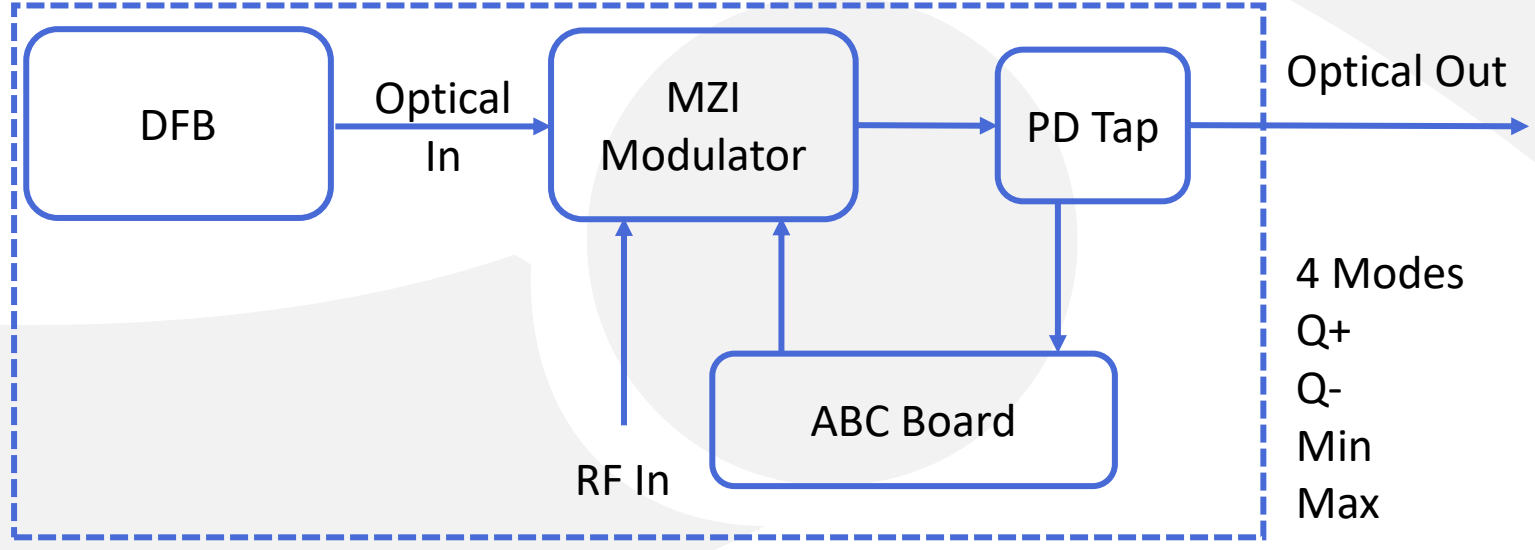 DFB
Optical
In
MZI
Modulator
PD Tap
Optical Out
ABC Board
RF In
4 Modes
Q+
Q-
Min
Max